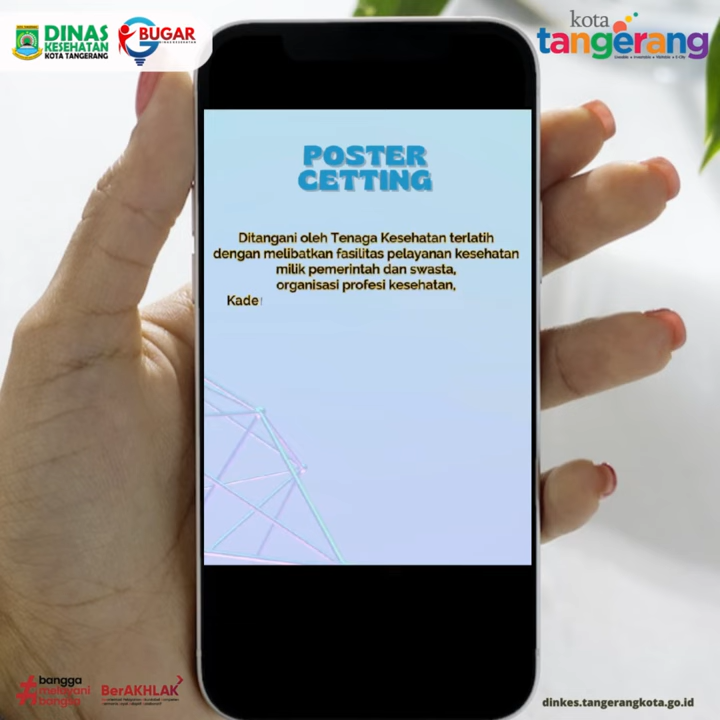 DINAS
KESEHATAN
KOTA TANGERANG
BUGAR
kota
tangerang
POSTER
CETTING
Ditangani oleh Tenaga Kesehatan terlatih
dengan melibatkan fasilitas pelayanan kesehatan
milik pemerintah dan swasta,
organisasi profesi kesehatan,
Kade
bangga
melayani
bangsa
BerAKHLAK
dinkes.tangerangkota.go.id